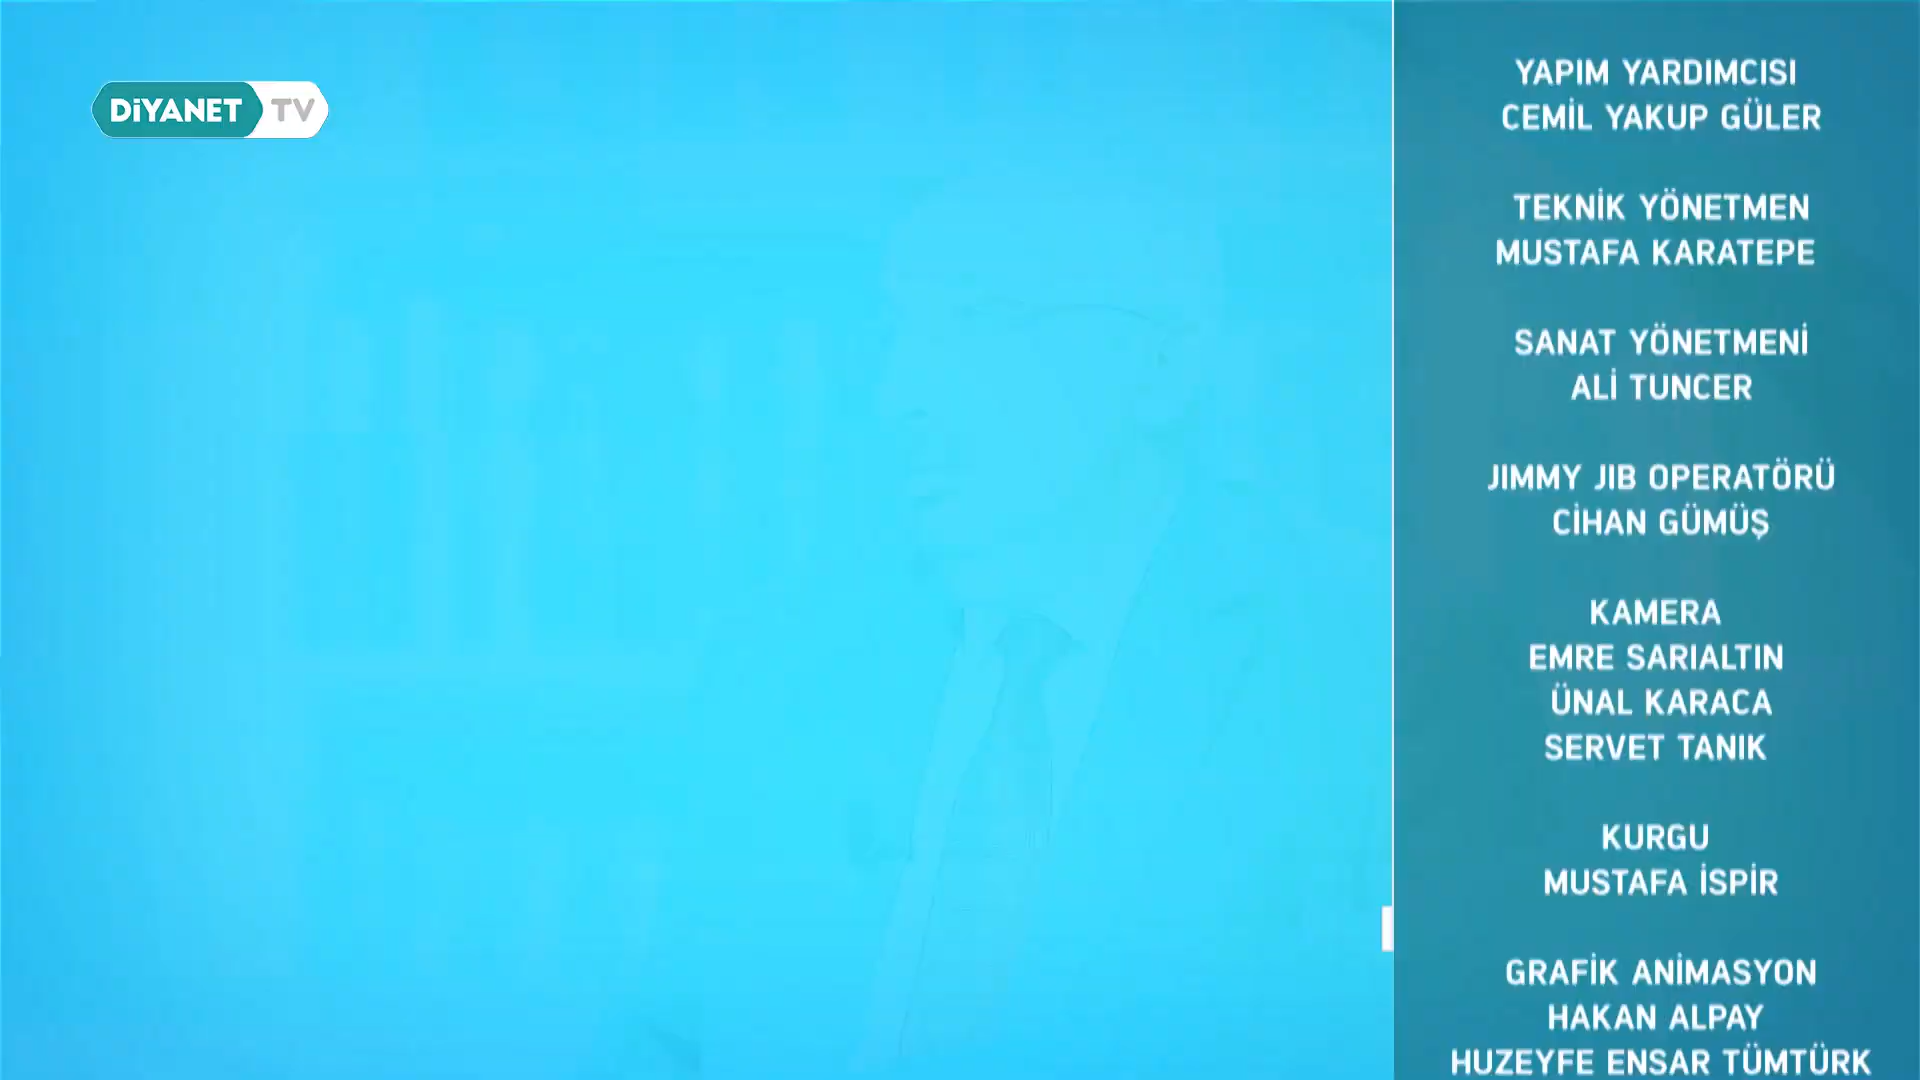 DİYANET TV
YAPIM YARDIMCISI
CEMİL YAKUP GÜLER
TEKNİK YÖNETMEN
MUSTAFA KARATEPE
SANAT YÖNETMENİ
ALİ TUNCER
JIMMY JIB OPERATÖRÜ
CİHAN GÜMÜŞ
KAMERA
EMRE SARIALTIN
ÜNAL KARACA
SERVET TANIK
KURGU
MUSTAFA İSPİR
GRAFİK ANİMASYON
HAKAN ALPAY
HUZEYFE ENSAR TÜMTÜRK